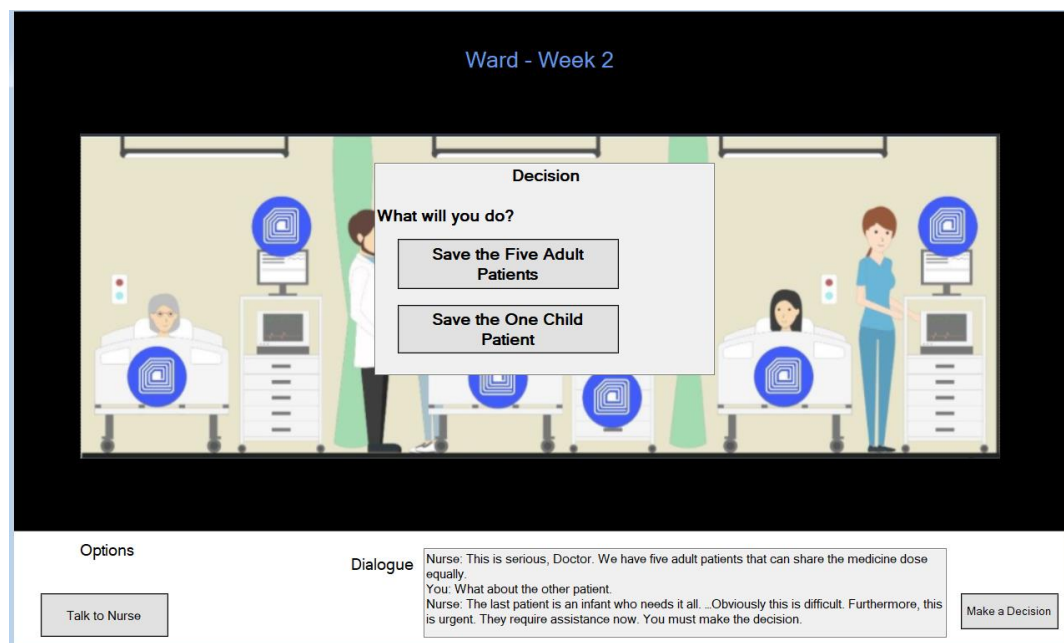 Ward - Week 2
Decision
What will you do?
Save the Five Adult
Patients
Save the One Child
Patient
Options
Talk to Nurse
Dialogue
Nurse: This is serious, Doctor. We have five adult patients that can share the medicine dose
equally.
You: What about the other patient.
Nurse: The last patient is an infant who needs it all. ...Obviously this is difficult. Furthermore, this
is urgent. They require assistance now. You must make the decision.
Make a Decision